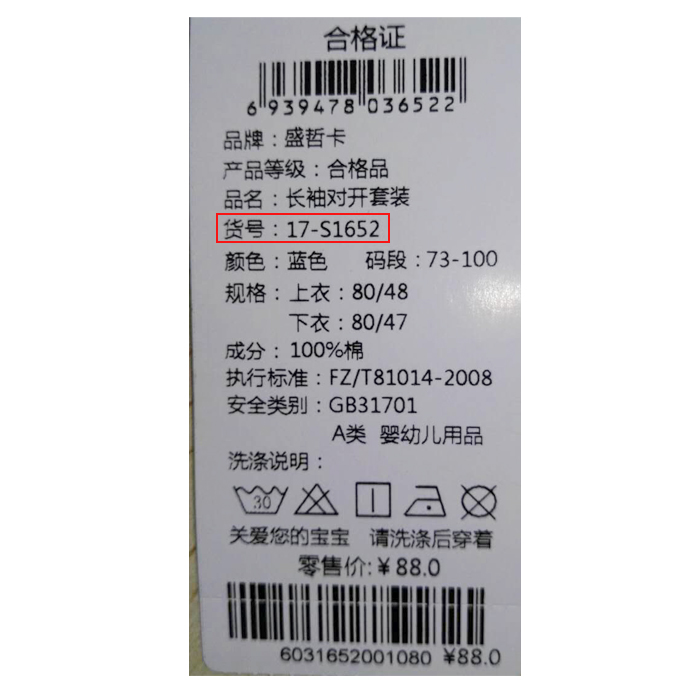 合格证
6 939478 036522
品牌：盛哲卡
产品等级：合格品
品名：长袖对开套装
货号：17-S1652
颜色：蓝色 码段：73-100
规格：上衣：80/48
下衣：80/47
成分：100%棉
执行标准：FZ/T81014-2008
安全类别：GB31701
A类 婴幼儿用品
洗涤说明：
30
关爱您的宝宝 请洗涤后穿着
零售价:￥88.0
6031652001080 ￥88.0